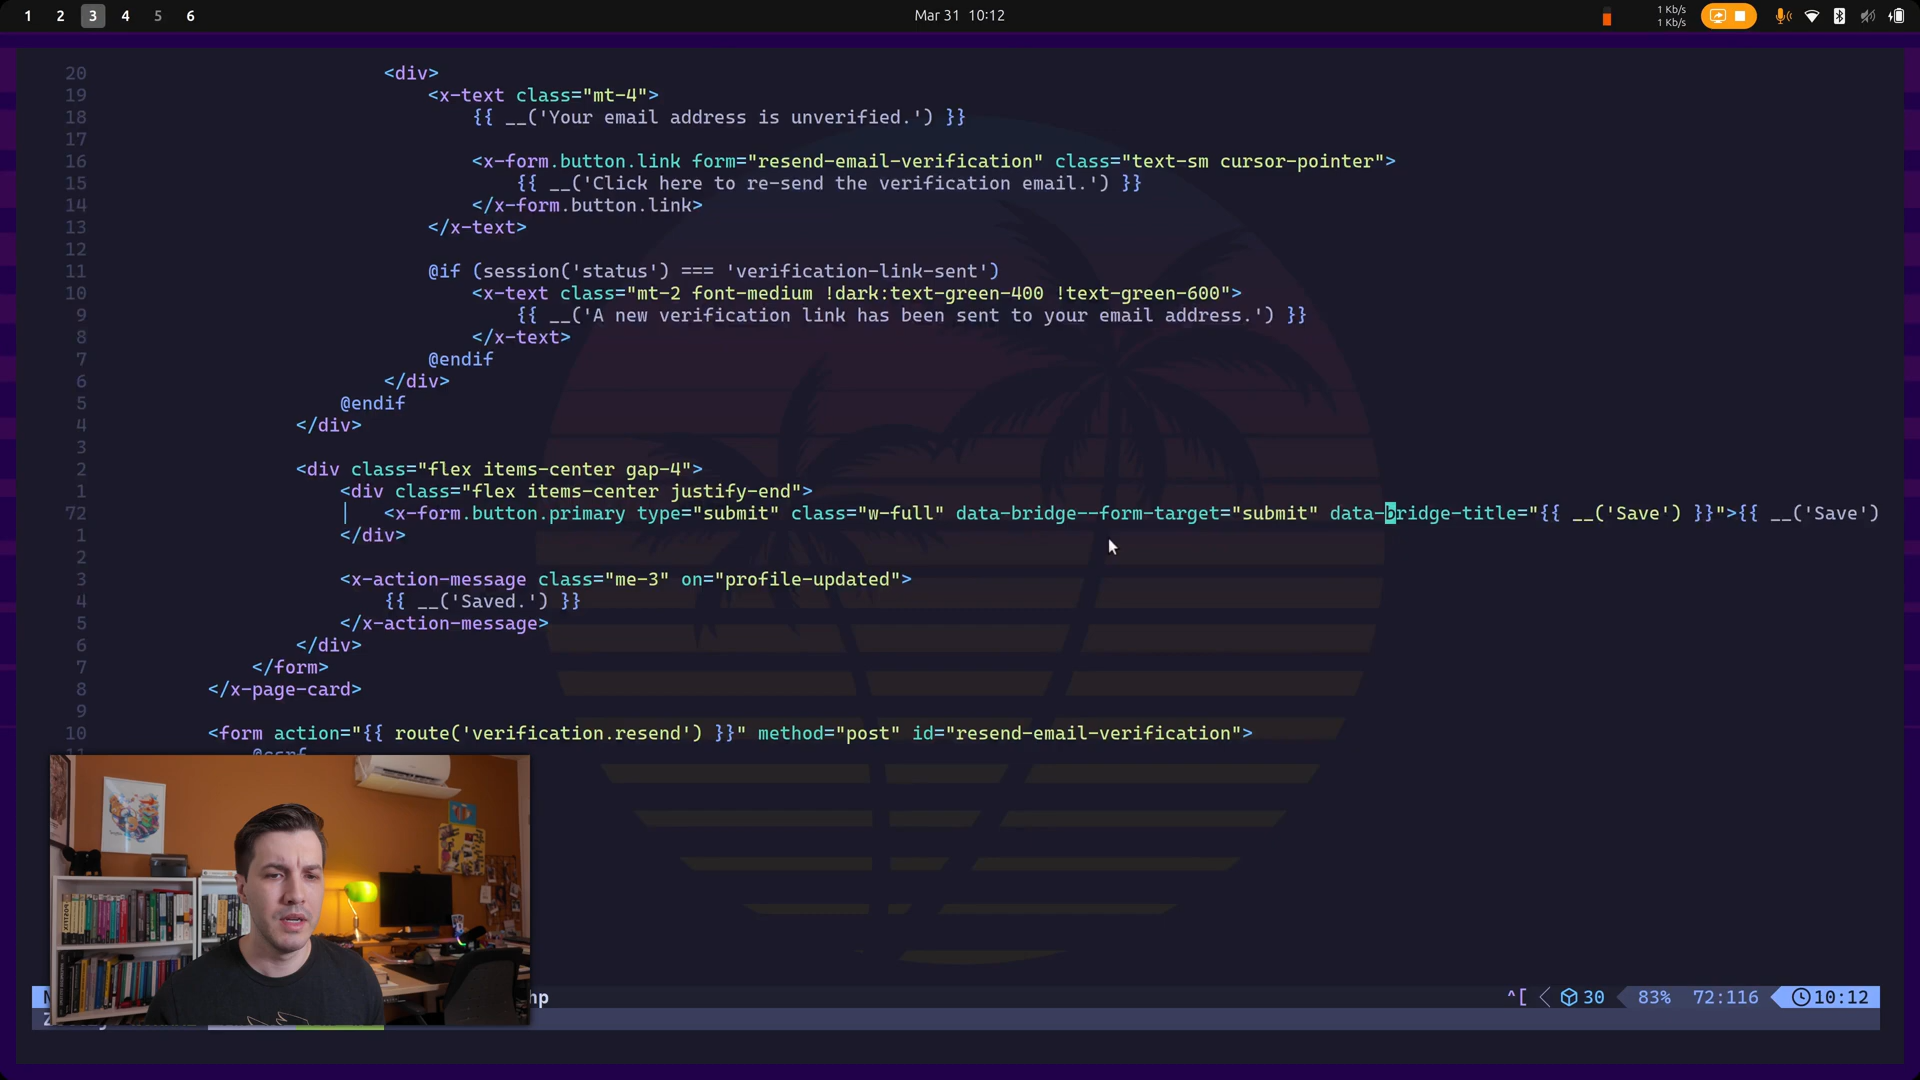 1 2 3 4 5 6
Mar 31 10:12
1 Kb/s
1 Kb/s
20 <div>
19 <x-text class="mt-4">
18 {{ __('Your email address is unverified.') }}
17
16 <x-form.button.link form="resend-email-verification" class="text-sm cursor-pointer">
15 {{ __('Click here to re-send the verification email.') }}
14 </x-form.button.link>
13 </x-text>
12
11 @if (session('status') === 'verification-link-sent')
10 <x-text class="mt-2 font-medium !dark:text-green-400 !text-green-600">
9 {{ __('A new verification link has been sent to your email address.') }}
8 </x-text>
7 @endif
6 </div>
5 @endif
4 </div>
3
2 <div class="flex items-center gap-4">
1 <div class="flex items-center justify-end">
72 <x-form.button.primary type="submit" class="w-full" data-bridge--form-target="submit" data-bridge-title="{{ __('Save') }}">{{ __('Save')
1 </div>
2
3 <x-action-message class="me-3" on="profile-updated">
4 {{ __('Saved.') }}
5 </x-action-message>
6 </div>
7 </form>
8 </x-page-card>
9
10 <form action="{{ route('verification.resend') }}" method="post" id="resend-email-verification">
^[ 30 83% 72:116 10:12